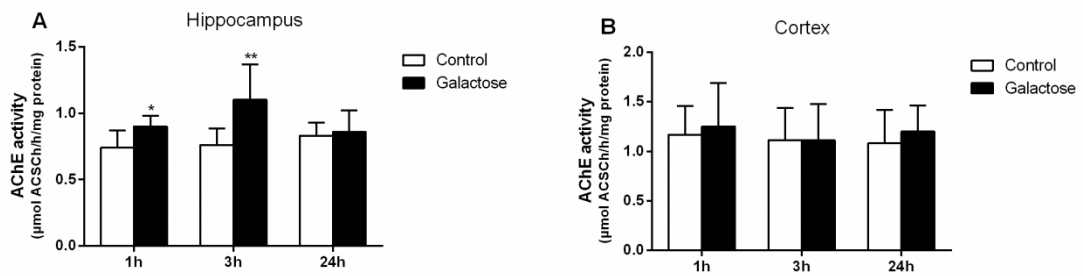 A
Hippocampus
AChE activity
(µmol ACSCh/h/mg protein)
1.5
1.0
0.5
0.0
*
**
1h
3h
24h
Control
Galactose
B
Cortex
AChE activity
(µmol ACSCh/h/mg protein)
2.0
1.5
1.0
0.5
0.0
1h
3h
24h
Control
Galactose